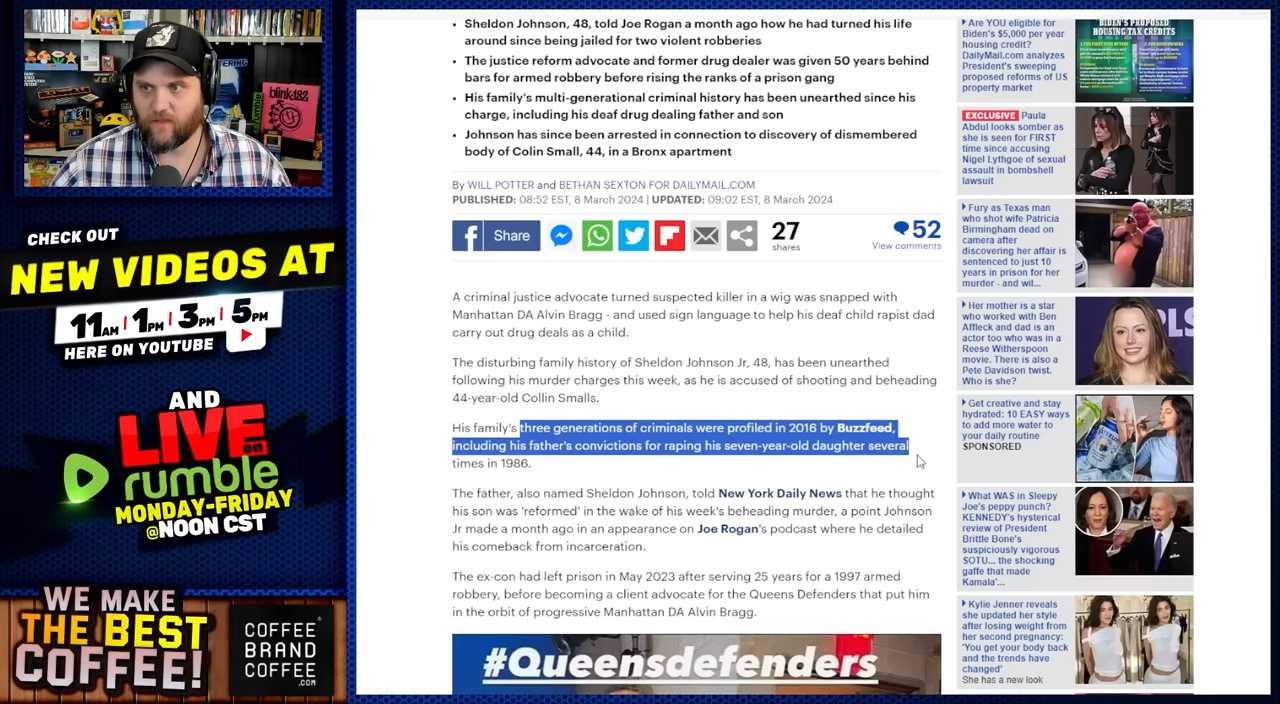 CHECK OUT
NEW VIDEOS AT
11AM | 1PM | 3PM | 5PM
HERE ON YOUTUBE
AND
LIVE on
rumble
MONDAY-FRIDAY
@NOON CST
WE MAKE
THE BEST
COFFEE!
COFFEE
BRAND
COFFEE
.COM
blink182
rumble
• Sheldon Johnson, 48, told Joe Rogan a month ago how he had turned his life
around since being jailed for two violent robberies
• The justice reform advocate and former drug dealer was given 50 years behind
bars for armed robbery before rising the ranks of a prison gang
• His family's multi-generational criminal history has been unearthed since his
charge, including his deaf drug dealing father and son
• Johnson has since been arrested in connection to discovery of dismembered
body of Colin Small, 44, in a Bronx apartment
By WILL POTTER and BETHAN SEXTON FOR DAILYMAIL.COM
PUBLISHED: 08:52 EST, 8 March 2024 | UPDATED: 09:02 EST, 8 March 2024
Share
27
shares
52
View comments
A criminal justice advocate turned suspected killer in a wig was snapped with
Manhattan DA Alvin Bragg - and used sign language to help his deaf child rapist dad
carry out drug deals as a child.
The disturbing family history of Sheldon Johnson Jr, 48, has been unearthed
following his murder charges this week, as he is accused of shooting and beheading
44-year-old Collin Smalls.
His family's three generations of criminals were profiled in 2016 by Buzzfeed,
including his father's convictions for raping his seven-year-old daughter several
times in 1986.
The father, also named Sheldon Johnson, told New York Daily News that he thought
his son was 'reformed' in the wake of his week's beheading murder, a point Johnson
Jr made a month ago in an appearance on Joe Rogan's podcast where he detailed
his comeback from incarceration.
The ex-con had left prison in May 2023 after serving 25 years for a 1997 armed
robbery, before becoming a client advocate for the Queens Defenders that put him
in the orbit of progressive Manhattan DA Alvin Bragg.
#Queensdefenders
Are YOU eligible for
Biden's $5,000 per
year housing credit?
DailyMail.com analyzes
President's sweeping
proposed reforms of US
property market
BIDEN'S PROPOSED
HOUSING TAX CREDITS
EXCLUSIVE Paula
Abdul looks somber as
she is seen for FIRST
time since accusing
Nigel Lythgoe of sexual
assault in bombshell
lawsuit
Fury as Texas man
who shot wife Patricia
Birmingham dead on
camera after
discovering her affair is
sentenced to just 10
years in prison for her
murder - and wil...
Her mother is a star
who worked with Ben
Affleck and dad is an
actor too who was in a
Reese Witherspoon
movie. There is also a
Pete Davidson twist.
Who is she?
Get creative and stay
hydrated: 10 EASY ways
to add more water to
your daily routine
SPONSORED
What WAS in Sleepy
Joe's peppy punch?
KENNEDY's hysterical
review of President
Brittle Bone's
suspiciously vigorous
SOTU... the shocking
gaffe that made
Kamala'...
Kylie Jenner reveals
she updated her style
after losing weight from
her second pregnancy:
'You get your body back
and the trends have
changed'
She has a new look